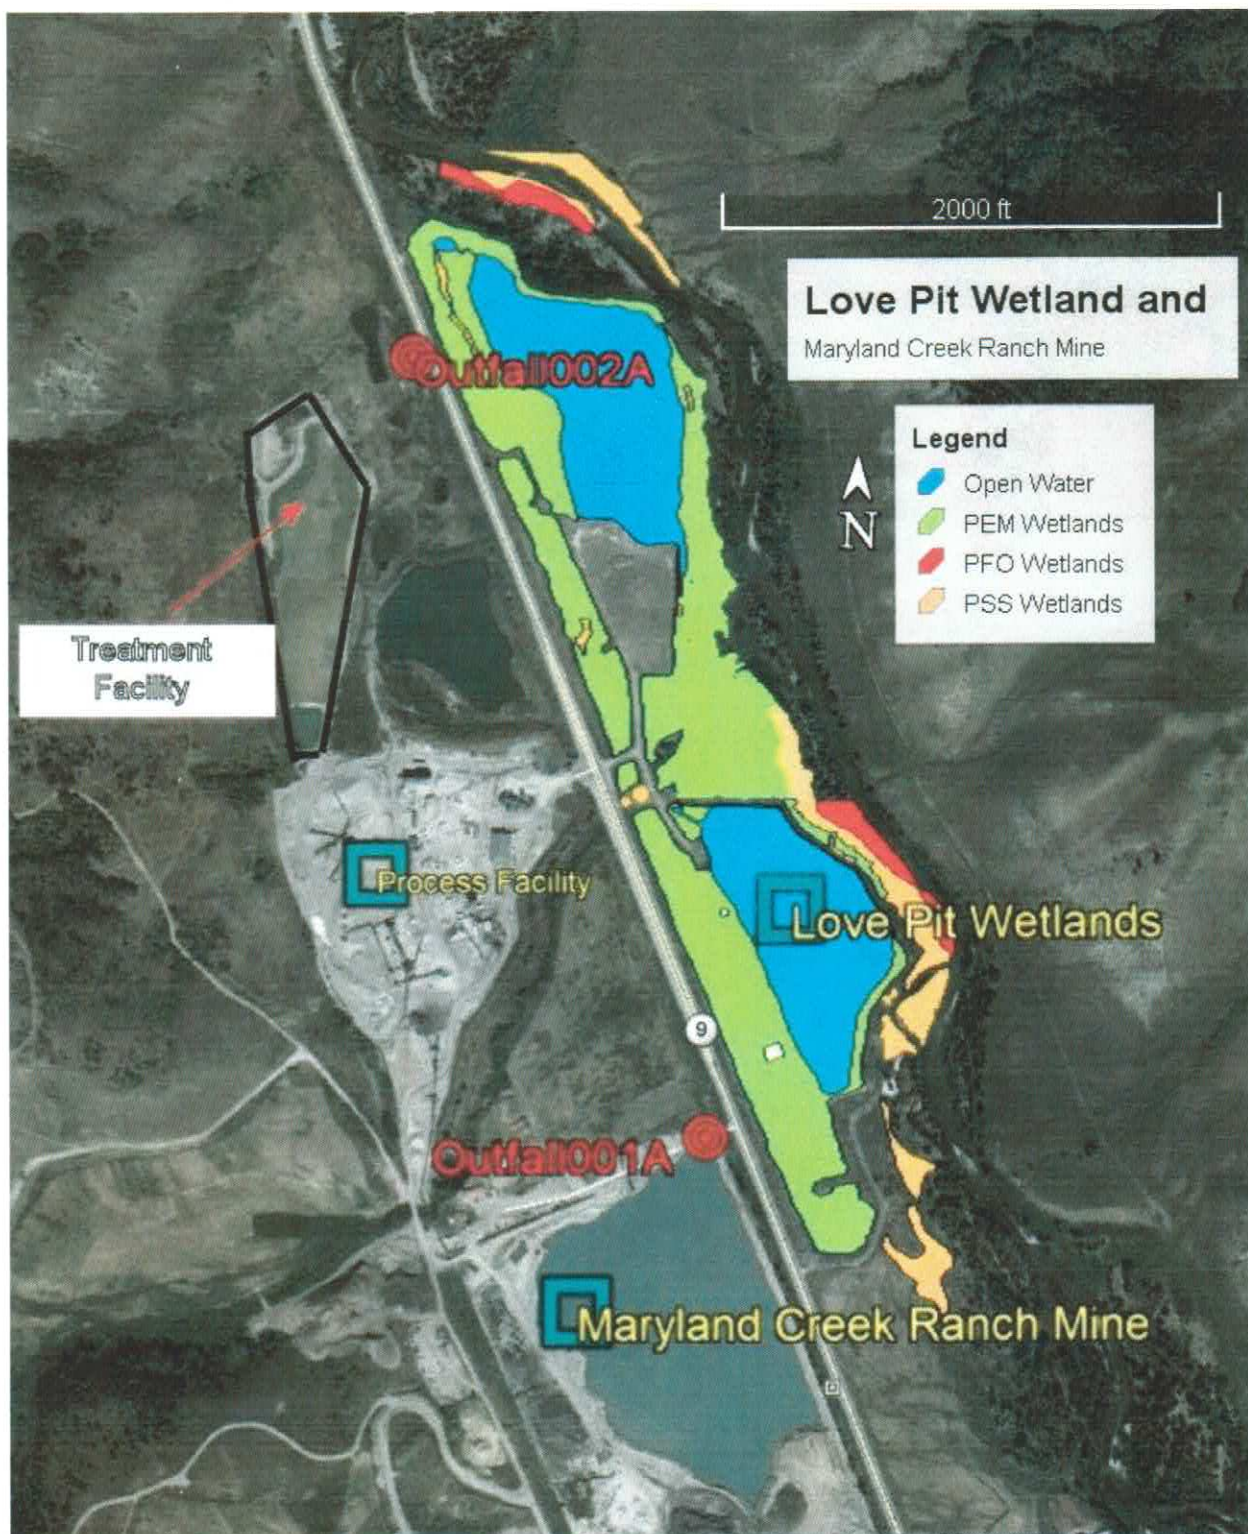 2000 ft
Love Pit Wetland and
Maryland Creek Ranch Mine
Legend
Open Water
PEM Wetlands
PFO Wetlands
PSS Wetlands
N
Outfall002A
Treatment
Facility
Process Facility
Love Pit Wetlands
9
Outfall001A
Maryland Creek Ranch Mine